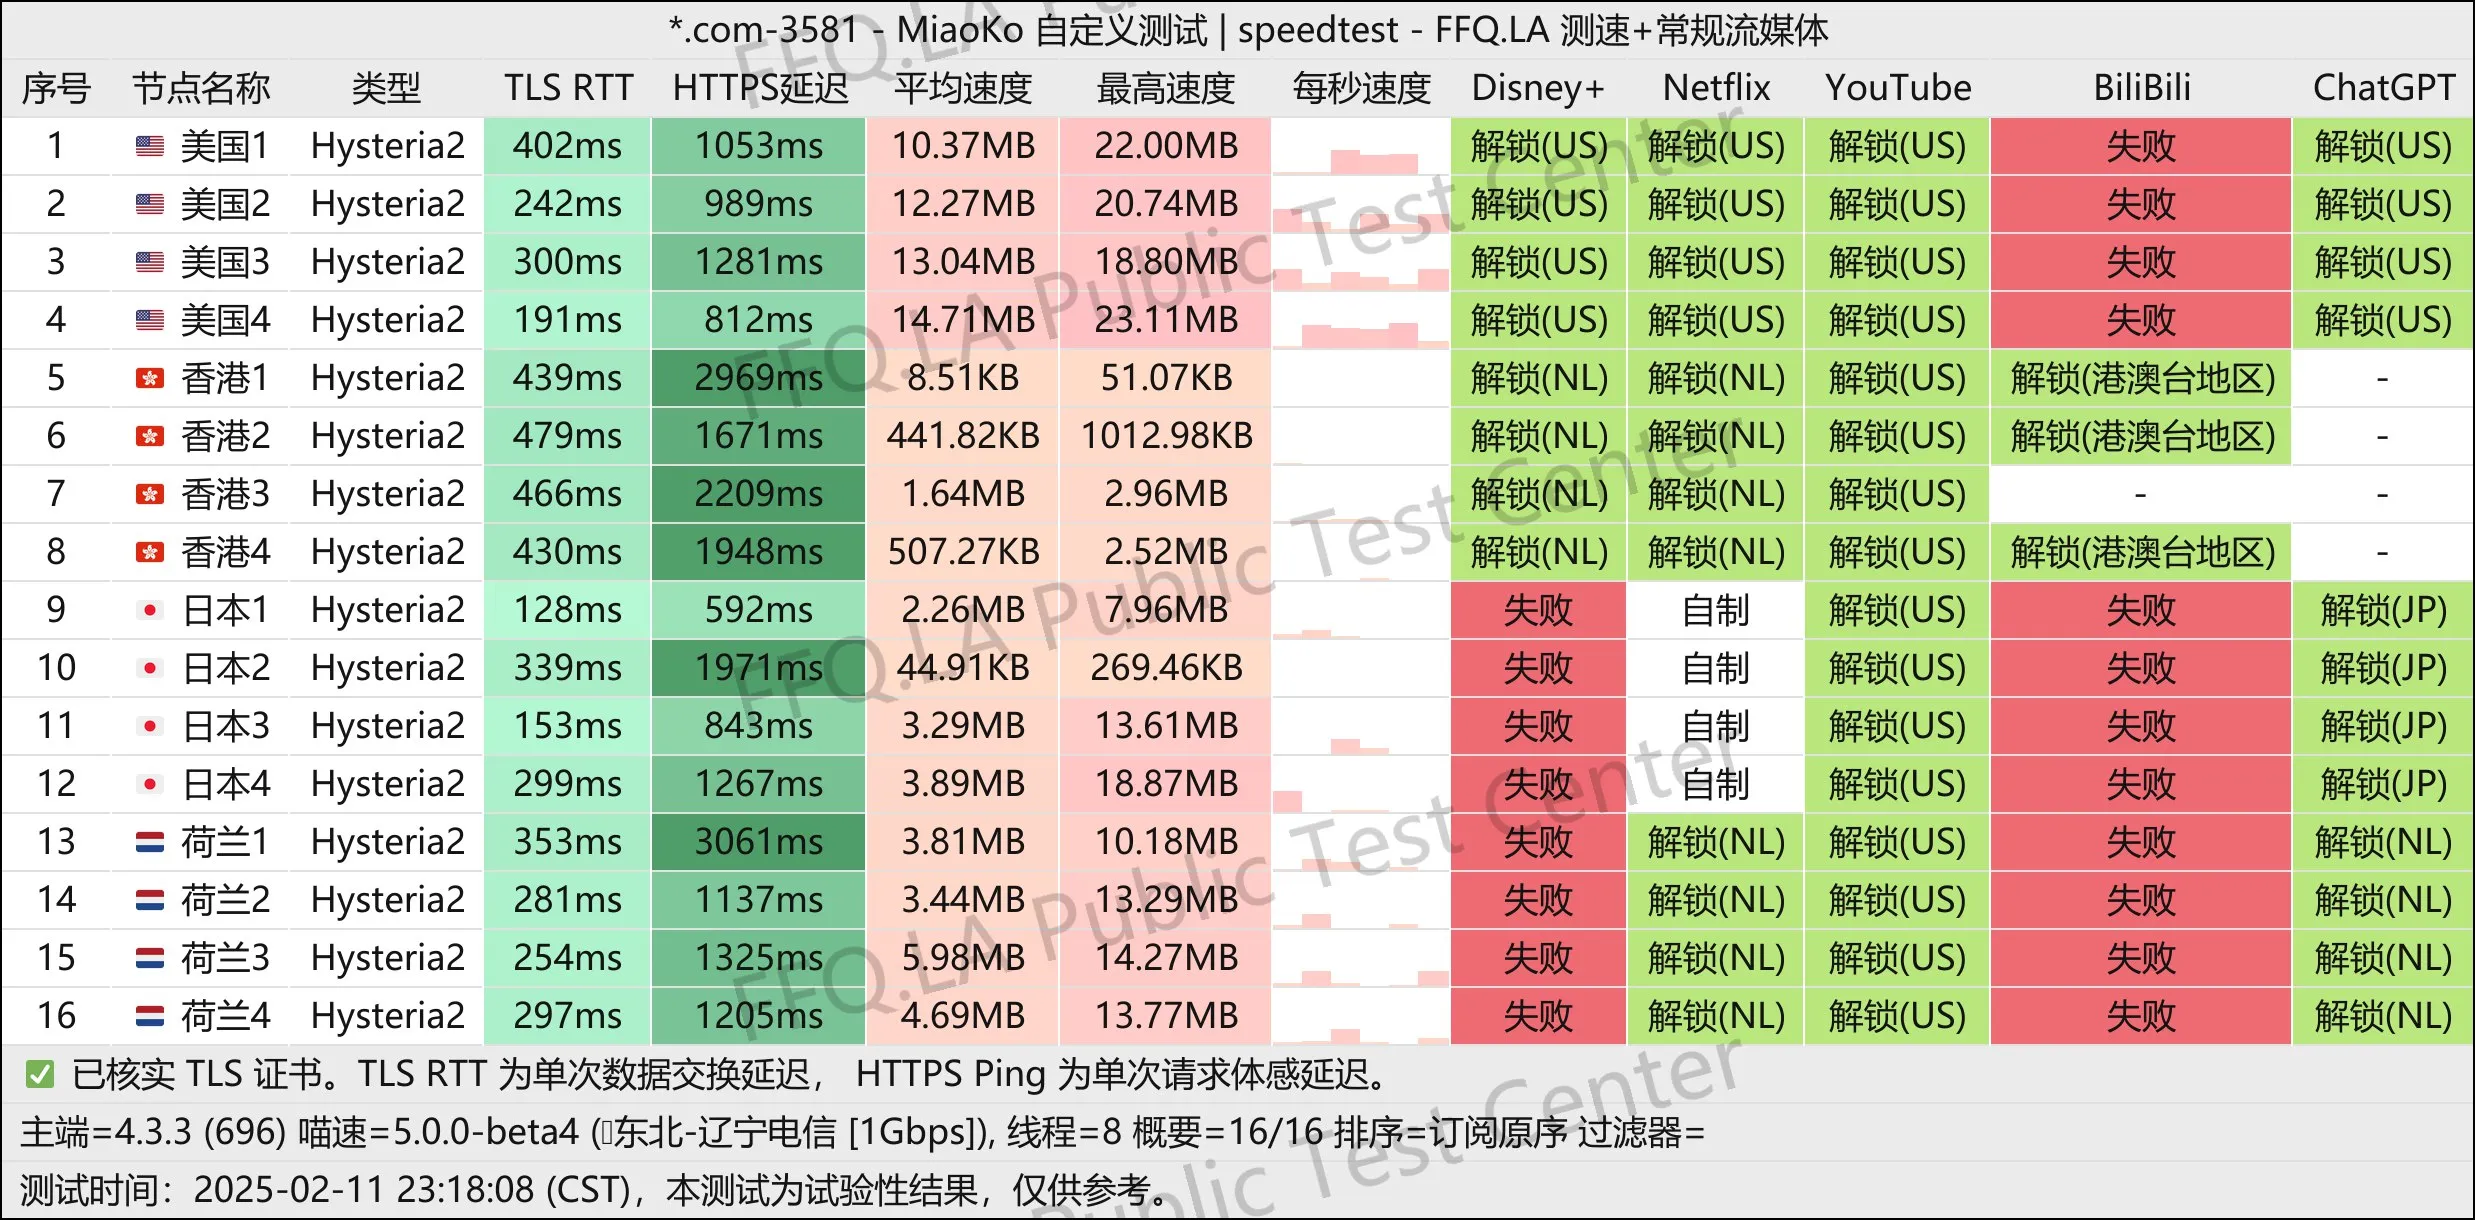 *.com-3581 - MiaoKo 自定义测试 | speedtest - FFQ.LA 测速+常规流媒体
序号 节点名称 类型 TLS RTT HTTPS延迟 平均速度 最高速度 每秒速度 Disney+ Netflix YouTube BiliBili ChatGPT
1 美国1 Hysteria2 402ms 1053ms 10.37MB 22.00MB 解锁(US) 解锁(US) 解锁(US) 失败 解锁(US)
2 美国2 Hysteria2 242ms 989ms 12.27MB 20.74MB 解锁(US) 解锁(US) 解锁(US) 失败 解锁(US)
3 美国3 Hysteria2 300ms 1281ms 13.04MB 18.80MB 解锁(US) 解锁(US) 解锁(US) 失败 解锁(US)
4 美国4 Hysteria2 191ms 812ms 14.71MB 23.11MB 解锁(US) 解锁(US) 解锁(US) 失败 解锁(US)
5 香港1 Hysteria2 439ms 2969ms 8.51KB 51.07KB 解锁(NL) 解锁(NL) 解锁(US) 解锁(港澳台地区) -
6 香港2 Hysteria2 479ms 1671ms 441.82KB 1012.98KB 解锁(NL) 解锁(NL) 解锁(US) 解锁(港澳台地区) -
7 香港3 Hysteria2 466ms 2209ms 1.64MB 2.96MB 解锁(NL) 解锁(NL) 解锁(US) - -
8 香港4 Hysteria2 430ms 1948ms 507.27KB 2.52MB 解锁(NL) 解锁(NL) 解锁(US) 解锁(港澳台地区) -
9 日本1 Hysteria2 128ms 592ms 2.26MB 7.96MB 失败 自制 解锁(US) 失败 解锁(JP)
10 日本2 Hysteria2 339ms 1971ms 44.91KB 269.46KB 失败 自制 解锁(US) 失败 解锁(JP)
11 日本3 Hysteria2 153ms 843ms 3.29MB 13.61MB 失败 自制 解锁(US) 失败 解锁(JP)
12 日本4 Hysteria2 299ms 1267ms 3.89MB 18.87MB 失败 自制 解锁(US) 失败 解锁(JP)
13 荷兰1 Hysteria2 353ms 3061ms 3.81MB 10.18MB 失败 解锁(NL) 解锁(US) 失败 解锁(NL)
14 荷兰2 Hysteria2 281ms 1137ms 3.44MB 13.29MB 失败 解锁(NL) 解锁(US) 失败 解锁(NL)
15 荷兰3 Hysteria2 254ms 1325ms 5.98MB 14.27MB 失败 解锁(NL) 解锁(US) 失败 解锁(NL)
16 荷兰4 Hysteria2 297ms 1205ms 4.69MB 13.77MB 失败 解锁(NL) 解锁(US) 失败 解锁(NL)
✅ 已核实 TLS 证书。TLS RTT 为单次数据交换延迟， HTTPS Ping 为单次请求体感延迟。
主端=4.3.3 (696) 喵速=5.0.0-beta4 (东北-辽宁电信 [1Gbps]), 线程=8 概要=16/16 排序=订阅原序 过滤器=
测试时间：2025-02-11 23:18:08 (CST)，本测试为试验性结果，仅供参考。
FFQ.LA Public Test Center
FFQ.LA Public Test Center
FFQ.LA Public Test Center